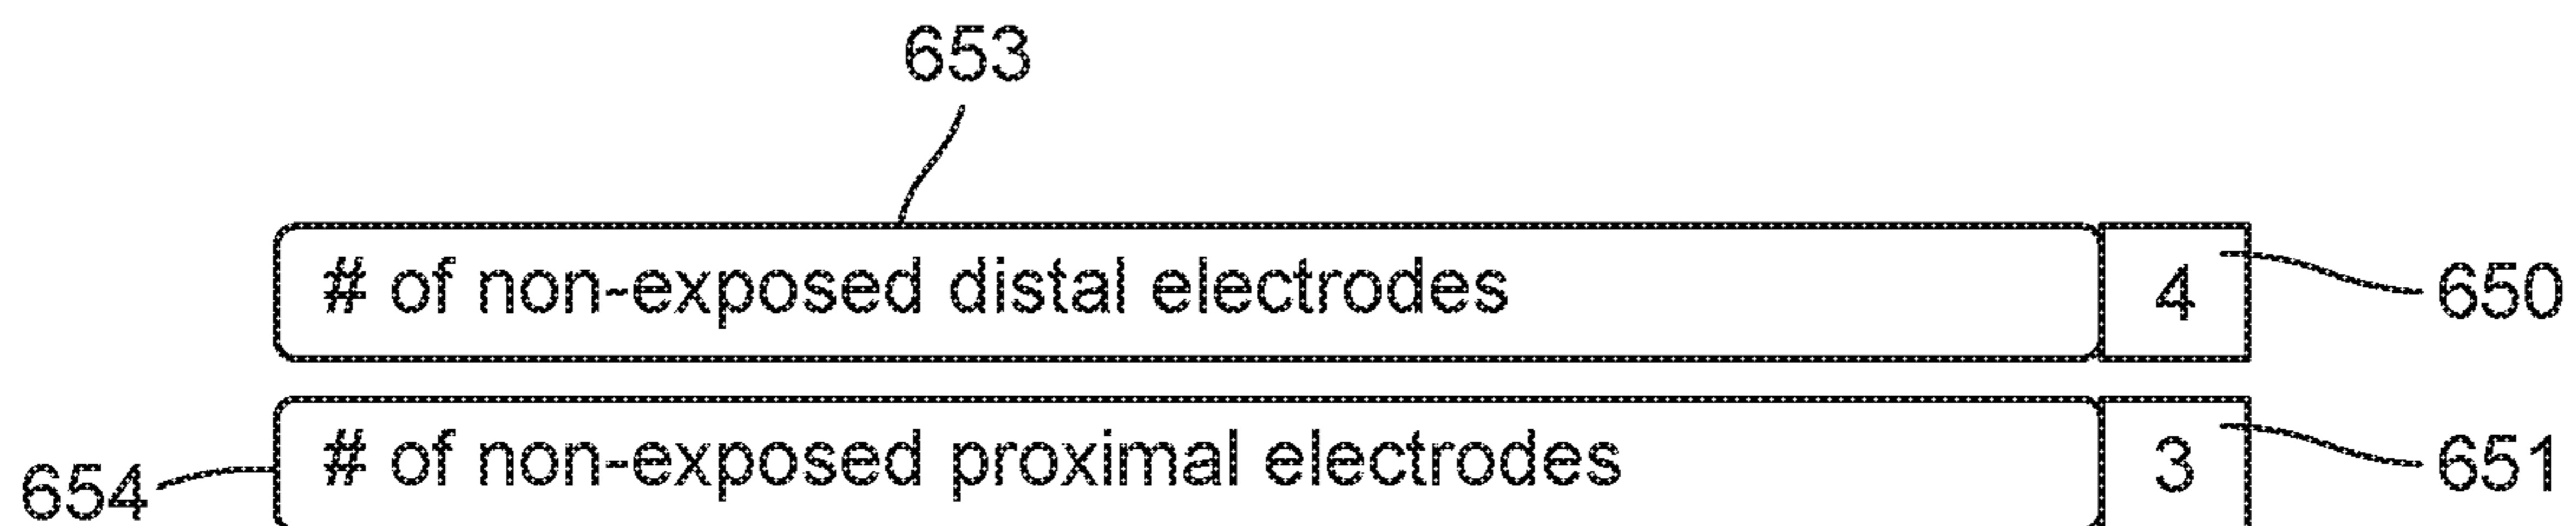 653
# of non-exposed distal electrodes 4 650
654 # of non-exposed proximal electrodes 3 651